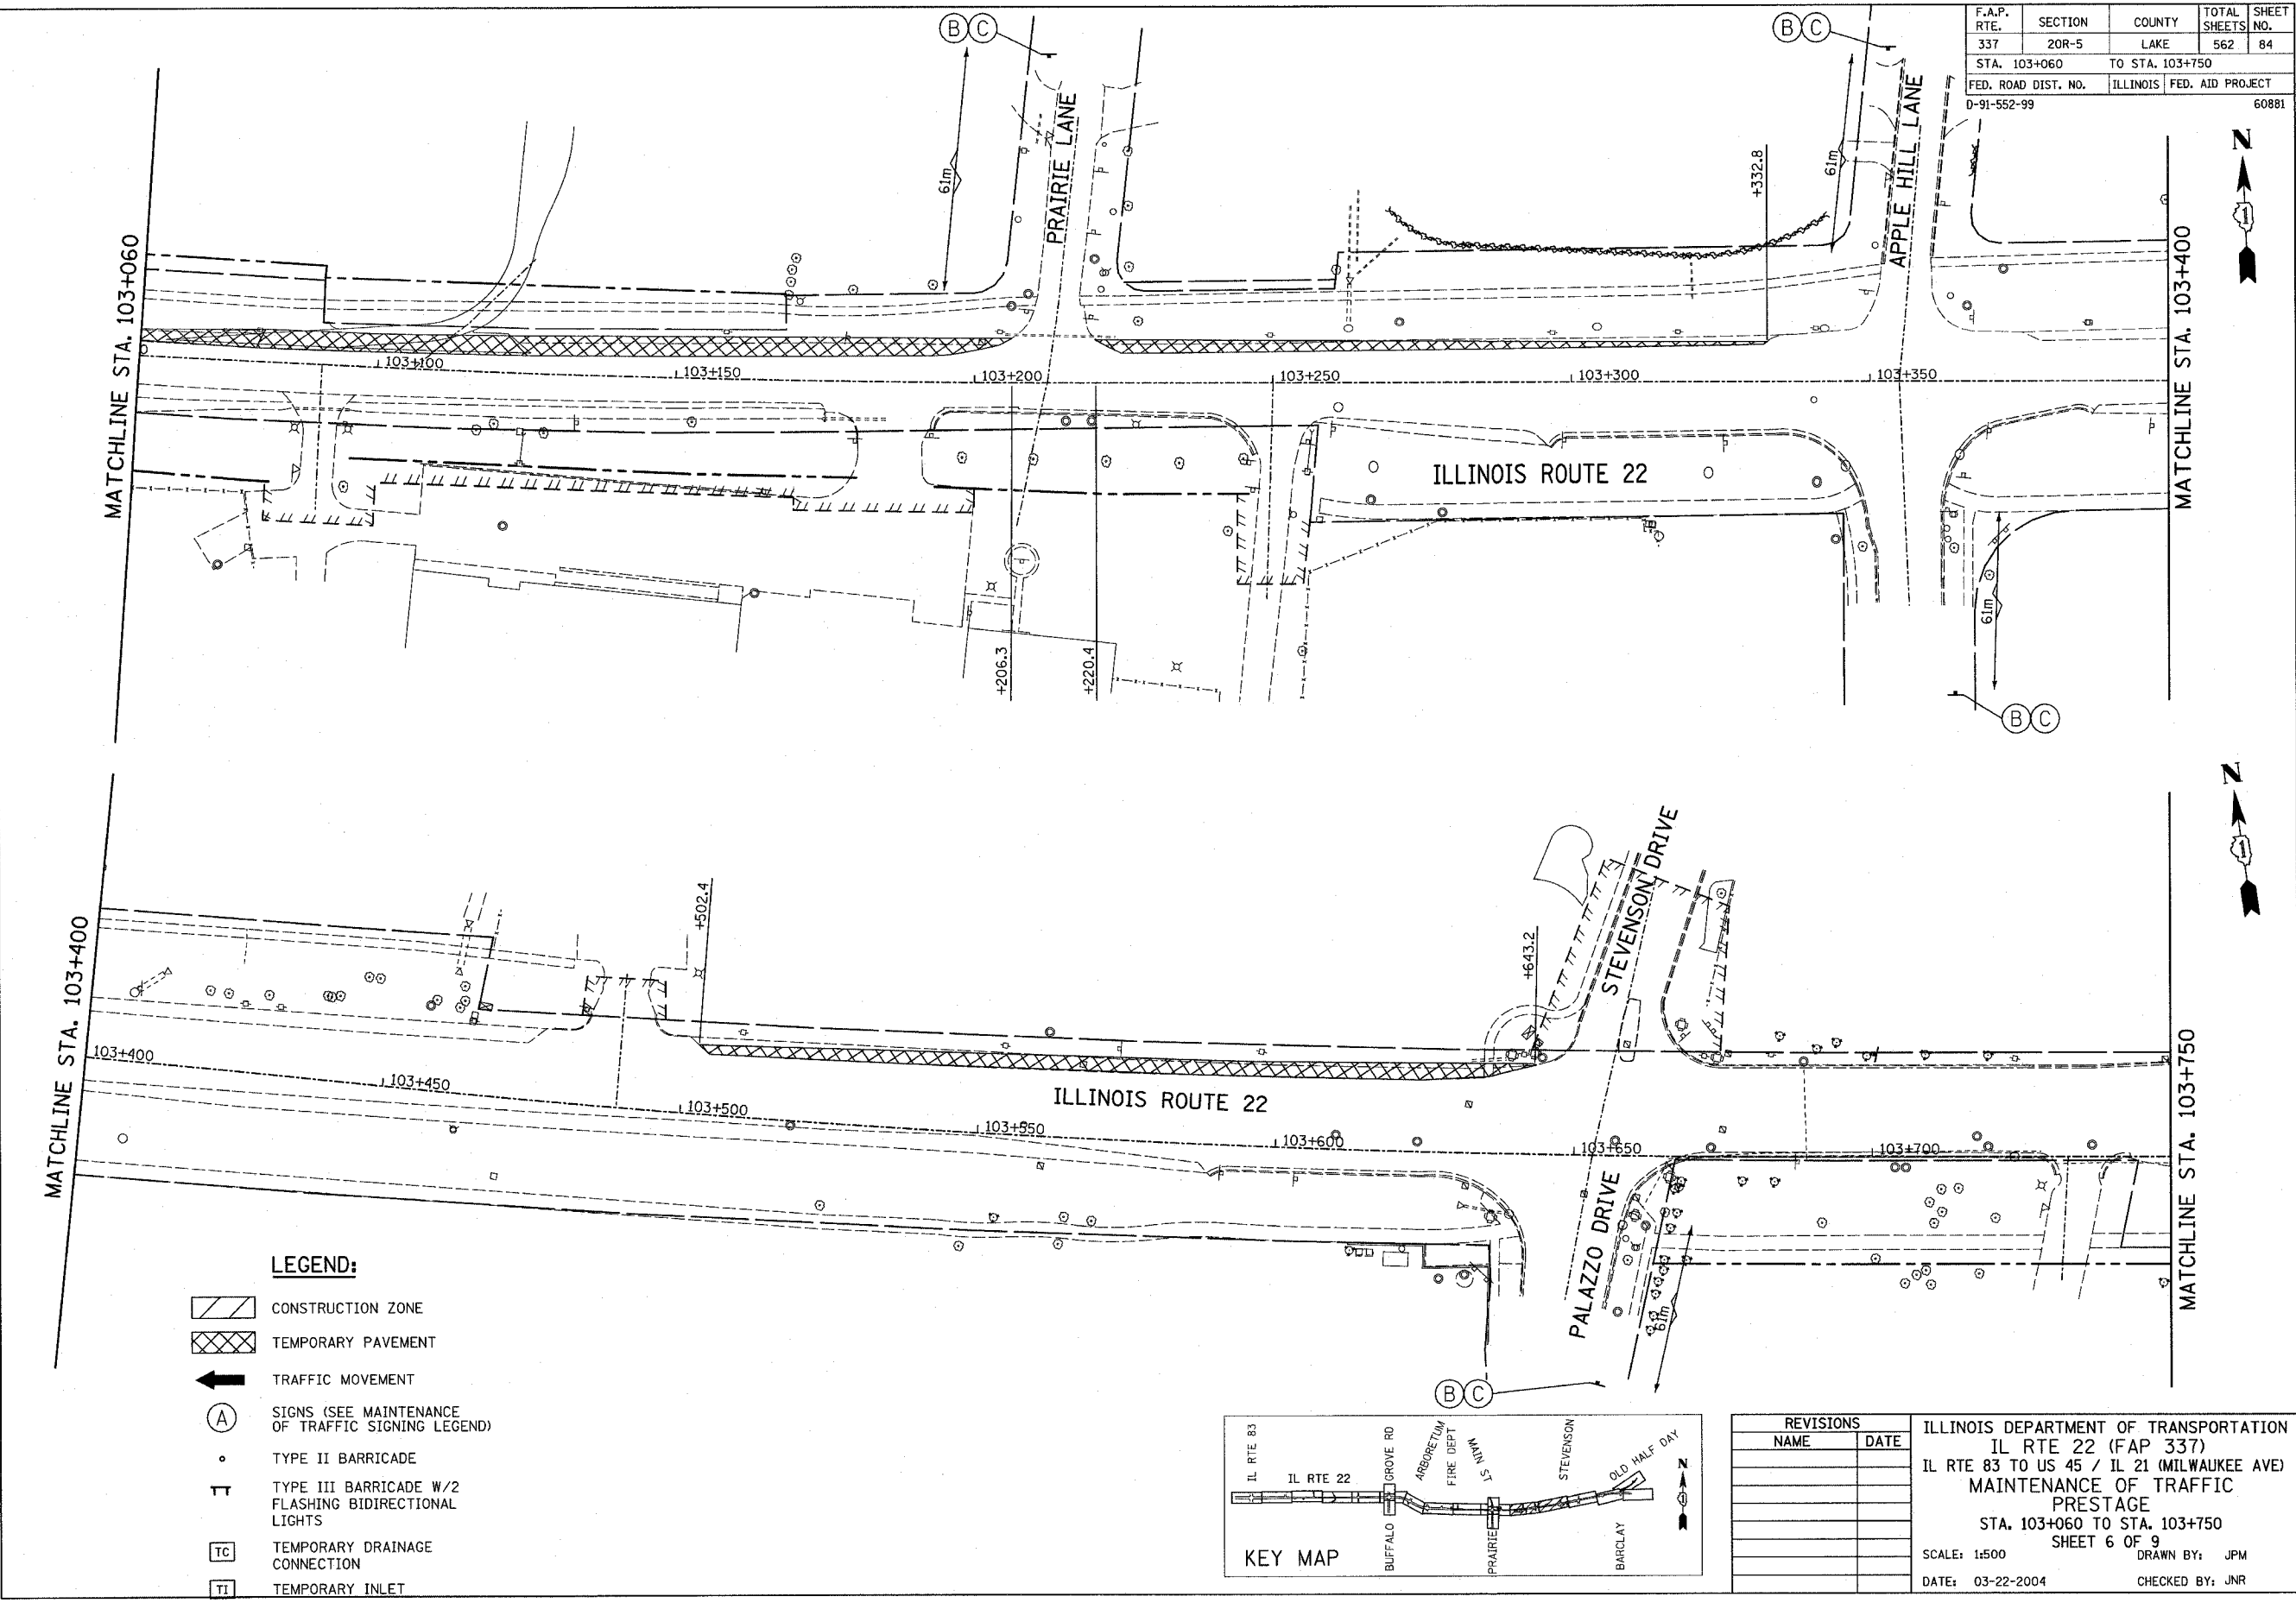 F.A.P. RTE. SECTION COUNTY TOTAL SHEETS SHEET NO.
337 20R-5 LAKE 562 84
STA. 103+060 TO STA. 103+750
FED. ROAD DIST. NO. ILLINOIS FED. AID PROJECT
D-91-552-99 60881
B C
B C
N
61m
PRAIRIE LANE
+332.8
61m
APPLE HILL LANE
MATCHLINE STA. 103+060
MATCHLINE STA. 103+400
103+100
103+150
103+200
103+250
103+300
103+350
ILLINOIS ROUTE 22
+206.3
+220.4
61m
B C
N
MATCHLINE STA. 103+400
+502.4
+643.2
STEVENSON DRIVE
MATCHLINE STA. 103+750
103+400
103+450
103+500
103+550
103+600
103+650
103+700
ILLINOIS ROUTE 22
PALAZZO DRIVE
61m
B C
LEGEND:
CONSTRUCTION ZONE
TEMPORARY PAVEMENT
TRAFFIC MOVEMENT
A SIGNS (SEE MAINTENANCE
OF TRAFFIC SIGNING LEGEND)
TYPE II BARRICADE
TYPE III BARRICADE W/2
FLASHING BIDIRECTIONAL
LIGHTS
TC TEMPORARY DRAINAGE
CONNECTION
TI TEMPORARY INLET
IL RTE 83
IL RTE 22
GROVE RD
ARBORETUM
FIRE DEPT
MAIN ST
STEVENSON
OLD HALF DAY
N
BUFFALO
PRAIRIE
BARCLAY
KEY MAP
REVISIONS
NAME DATE
ILLINOIS DEPARTMENT OF TRANSPORTATION
IL RTE 22 (FAP 337)
IL RTE 83 TO US 45 / IL 21 (MILWAUKEE AVE)
MAINTENANCE OF TRAFFIC
PRESTAGE
STA. 103+060 TO STA. 103+750
SHEET 6 OF 9
SCALE: 1:500 DRAWN BY: JPM
DATE: 03-22-2004 CHECKED BY: JNR